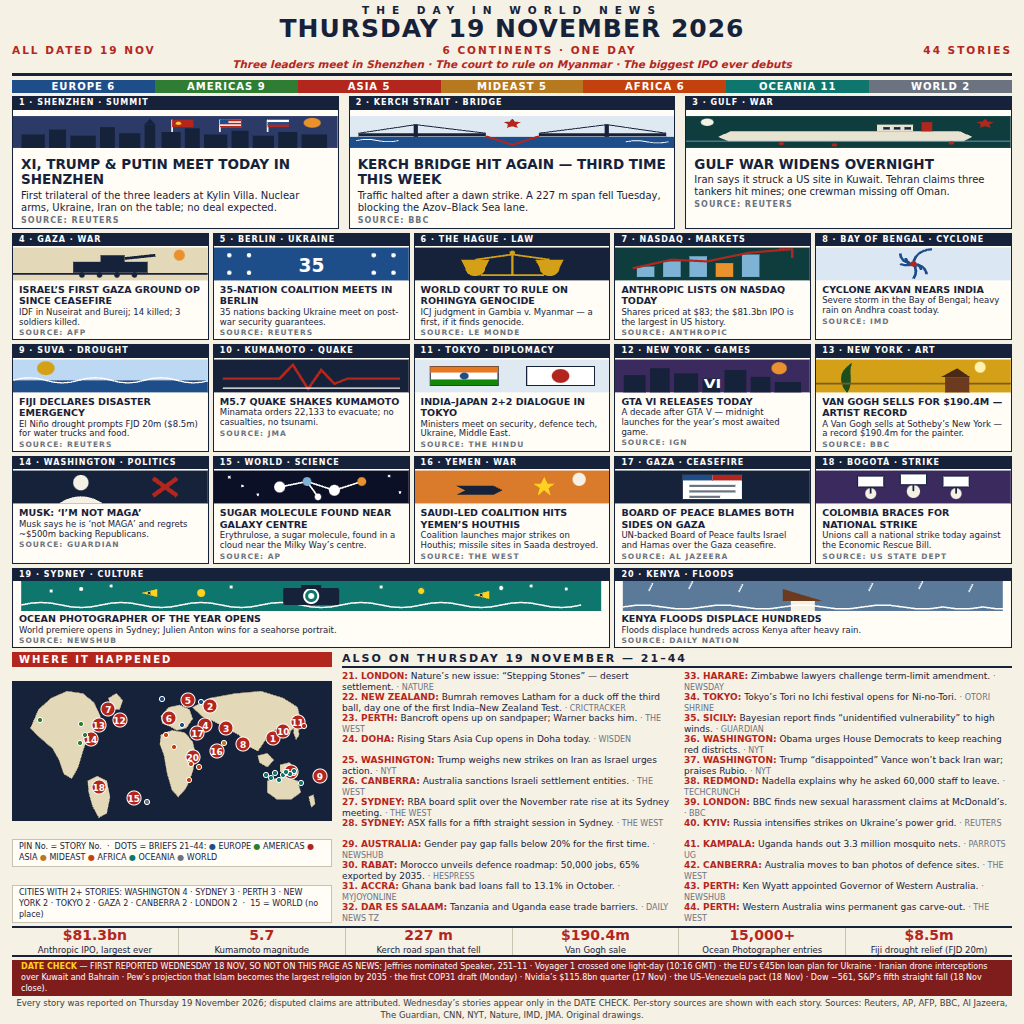 THE DAY IN WORLD NEWS
THURSDAY 19 NOVEMBER 2026
ALL DATED 19 NOV
6 CONTINENTS · ONE DAY
44 STORIES
Three leaders meet in Shenzhen · The court to rule on Myanmar · The biggest IPO ever debuts
EUROPE 6
AMERICAS 9
ASIA 5
MIDEAST 5
AFRICA 6
OCEANIA 11
WORLD 2
1 · SHENZHEN · SUMMIT
XI, TRUMP & PUTIN MEET TODAY IN
SHENZHEN
First trilateral of the three leaders at Kylin Villa. Nuclear
arms, Ukraine, Iran on the table; no deal expected.
SOURCE: REUTERS
2 · KERCH STRAIT · BRIDGE
KERCH BRIDGE HIT AGAIN — THIRD TIME
THIS WEEK
Traffic halted after a dawn strike. A 227 m span fell Tuesday,
blocking the Azov–Black Sea lane.
SOURCE: BBC
3 · GULF · WAR
GULF WAR WIDENS OVERNIGHT
Iran says it struck a US site in Kuwait. Tehran claims three
tankers hit mines; one crewman missing off Oman.
SOURCE: REUTERS
4 · GAZA · WAR
ISRAEL’S FIRST GAZA GROUND OP
SINCE CEASEFIRE
IDF in Nuseirat and Bureij; 14 killed; 3
soldiers killed.
SOURCE: AFP
5 · BERLIN · UKRAINE
35
35-NATION COALITION MEETS IN
BERLIN
35 nations backing Ukraine meet on post-
war security guarantees.
SOURCE: REUTERS
6 · THE HAGUE · LAW
WORLD COURT TO RULE ON
ROHINGYA GENOCIDE
ICJ judgment in Gambia v. Myanmar — a
first, if it finds genocide.
SOURCE: LE MONDE
7 · NASDAQ · MARKETS
ANTHROPIC LISTS ON NASDAQ
TODAY
Shares priced at $83; the $81.3bn IPO is
the largest in US history.
SOURCE: ANTHROPIC
8 · BAY OF BENGAL · CYCLONE
CYCLONE AKVAN NEARS INDIA
Severe storm in the Bay of Bengal; heavy
rain on Andhra coast today.
SOURCE: IMD
9 · SUVA · DROUGHT
FIJI DECLARES DISASTER
EMERGENCY
El Niño drought prompts FJD 20m ($8.5m)
for water trucks and food.
SOURCE: REUTERS
10 · KUMAMOTO · QUAKE
M5.7 QUAKE SHAKES KUMAMOTO
Minamata orders 22,133 to evacuate; no
casualties, no tsunami.
SOURCE: JMA
11 · TOKYO · DIPLOMACY
INDIA–JAPAN 2+2 DIALOGUE IN
TOKYO
Ministers meet on security, defence tech,
Ukraine, Middle East.
SOURCE: THE HINDU
12 · NEW YORK · GAMES
VI
GTA VI RELEASES TODAY
A decade after GTA V — midnight
launches for the year’s most awaited
game.
SOURCE: IGN
13 · NEW YORK · ART
VAN GOGH SELLS FOR $190.4M —
ARTIST RECORD
A Van Gogh sells at Sotheby’s New York —
a record $190.4m for the painter.
SOURCE: BBC
14 · WASHINGTON · POLITICS
MUSK: ‘I’M NOT MAGA’
Musk says he is ‘not MAGA’ and regrets
~$500m backing Republicans.
SOURCE: GUARDIAN
15 · WORLD · SCIENCE
SUGAR MOLECULE FOUND NEAR
GALAXY CENTRE
Erythrulose, a sugar molecule, found in a
cloud near the Milky Way’s centre.
SOURCE: AP
16 · YEMEN · WAR
SAUDI-LED COALITION HITS
YEMEN’S HOUTHIS
Coalition launches major strikes on
Houthis; missile sites in Saada destroyed.
SOURCE: THE WEST
17 · GAZA · CEASEFIRE
BOARD OF PEACE BLAMES BOTH
SIDES ON GAZA
UN-backed Board of Peace faults Israel
and Hamas over the Gaza ceasefire.
SOURCE: AL JAZEERA
18 · BOGOTÁ · STRIKE
COLOMBIA BRACES FOR
NATIONAL STRIKE
Unions call a national strike today against
the Economic Rescue Bill.
SOURCE: US STATE DEPT
19 · SYDNEY · CULTURE
OCEAN PHOTOGRAPHER OF THE YEAR OPENS
World premiere opens in Sydney; Julien Anton wins for a seahorse portrait.
SOURCE: NEWSHUB
20 · KENYA · FLOODS
KENYA FLOODS DISPLACE HUNDREDS
Floods displace hundreds across Kenya after heavy rain.
SOURCE: DAILY NATION
WHERE IT HAPPENED
7
12
13
14
18
15
5
2
6
4
17
3
16
20
8
1
10
11
9
PIN No. = STORY No. · DOTS = BRIEFS 21–44: ● EUROPE ● AMERICAS ●
ASIA ● MIDEAST ● AFRICA ● OCEANIA ● WORLD
CITIES WITH 2+ STORIES: WASHINGTON 4 · SYDNEY 3 · PERTH 3 · NEW
YORK 2 · TOKYO 2 · GAZA 2 · CANBERRA 2 · LONDON 2 · 15 = WORLD (no
place)
ALSO ON THURSDAY 19 NOVEMBER — 21–44
21. LONDON: Nature’s new issue: “Stepping Stones” — desert
settlement. · NATURE
22. NEW ZEALAND: Bumrah removes Latham for a duck off the third
ball, day one of the first India–New Zealand Test. · CRICTRACKER
23. PERTH: Bancroft opens up on sandpaper; Warner backs him. · THE
WEST
24. DOHA: Rising Stars Asia Cup opens in Doha today. · WISDEN
25. WASHINGTON: Trump weighs new strikes on Iran as Israel urges
action. · NYT
26. CANBERRA: Australia sanctions Israeli settlement entities. · THE
WEST
27. SYDNEY: RBA board split over the November rate rise at its Sydney
meeting. · THE WEST
28. SYDNEY: ASX falls for a fifth straight session in Sydney. · THE WEST
29. AUSTRALIA: Gender pay gap falls below 20% for the first time. ·
NEWSHUB
30. RABAT: Morocco unveils defence roadmap: 50,000 jobs, 65%
exported by 2035. · HESPRESS
31. ACCRA: Ghana bank bad loans fall to 13.1% in October. ·
MYJOYONLINE
32. DAR ES SALAAM: Tanzania and Uganda ease trade barriers. · DAILY
NEWS TZ
33. HARARE: Zimbabwe lawyers challenge term-limit amendment. ·
NEWSDAY
34. TOKYO: Tokyo’s Tori no Ichi festival opens for Ni-no-Tori. · OTORI
SHRINE
35. SICILY: Bayesian report finds “unidentified vulnerability” to high
winds. · GUARDIAN
36. WASHINGTON: Obama urges House Democrats to keep reaching
red districts. · NYT
37. WASHINGTON: Trump “disappointed” Vance won’t back Iran war;
praises Rubio. · NYT
38. REDMOND: Nadella explains why he asked 60,000 staff to leave. ·
TECHCRUNCH
39. LONDON: BBC finds new sexual harassment claims at McDonald’s.
· BBC
40. KYIV: Russia intensifies strikes on Ukraine’s power grid. · REUTERS
41. KAMPALA: Uganda hands out 3.3 million mosquito nets. · PARROTS
UG
42. CANBERRA: Australia moves to ban photos of defence sites. · THE
WEST
43. PERTH: Ken Wyatt appointed Governor of Western Australia. ·
NEWSHUB
44. PERTH: Western Australia wins permanent gas carve-out. · THE
WEST
$81.3bn
Anthropic IPO, largest ever
5.7
Kumamoto magnitude
227 m
Kerch road span that fell
$190.4m
Van Gogh sale
15,000+
Ocean Photographer entries
$8.5m
Fiji drought relief (FJD 20m)
DATE CHECK — FIRST REPORTED WEDNESDAY 18 NOV, SO NOT ON THIS PAGE AS NEWS: Jeffries nominated Speaker, 251–11 · Voyager 1 crossed one light-day (10:16 GMT) · the EU’s €45bn loan plan for Ukraine · Iranian drone interceptions
over Kuwait and Bahrain · Pew’s projection that Islam becomes the largest religion by 2035 · the first COP31 draft (Monday) · Nvidia’s $115.8bn quarter (17 Nov) · the US–Venezuela pact (18 Nov) · Dow −561, S&P’s fifth straight fall (18 Nov
close).
Every story was reported on Thursday 19 November 2026; disputed claims are attributed. Wednesday’s stories appear only in the DATE CHECK. Per-story sources are shown with each story. Sources: Reuters, AP, AFP, BBC, Al Jazeera,
The Guardian, CNN, NYT, Nature, IMD, JMA. Original drawings.